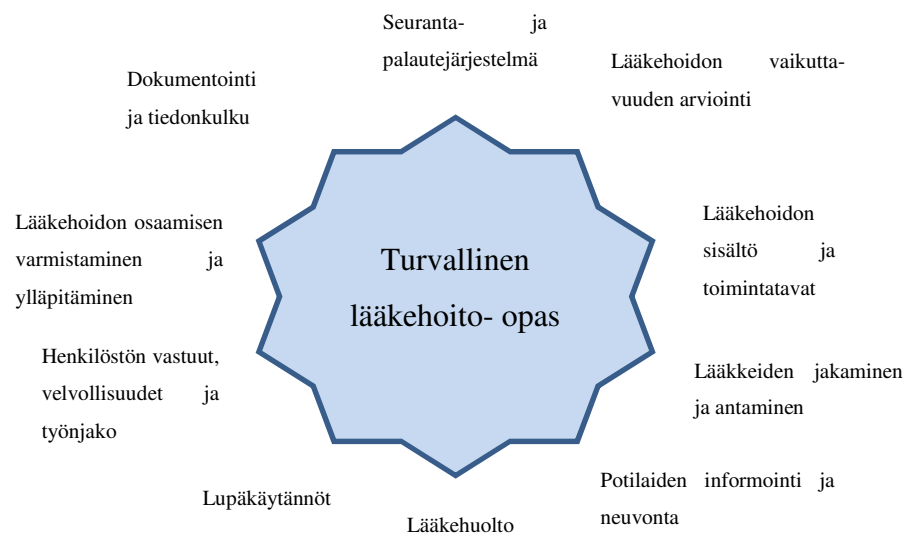 Seuranta- ja
palautejärjestelmä
Lääkehoidon vaikutta-
vuuden arviointi
Dokumentointi
ja tiedonkulku
Lääkehoidon osaamisen
varmistaminen ja
ylläpitäminen
Lääkehoidon
sisältö ja
toimintatavat
Turvallinen
lääkehoito- opas
Henkilöstön vastuut,
velvollisuudet ja
työnjako
Lääkkeiden jakaminen
ja antaminen
Lupäkäytännöt
Lääkehuolto
Potilaiden informointi ja
neuvonta